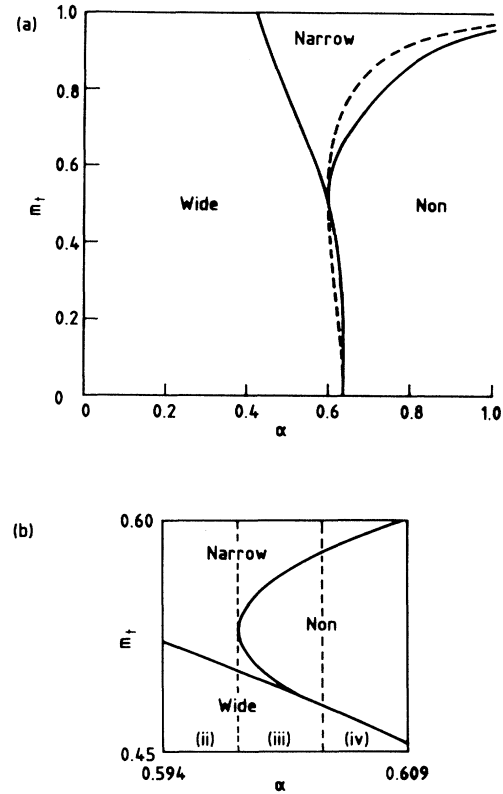 (a)
1.0
Narrow
0.8
0.6
m_t
Wide
Non
0.4
0.2
0
0 0.2 0.4 0.6 0.8 1.0
α
(b)
0.60
Narrow
m_t
Non
Wide
(ii) (iii) (iv)
0.45
0.594 0.609
α